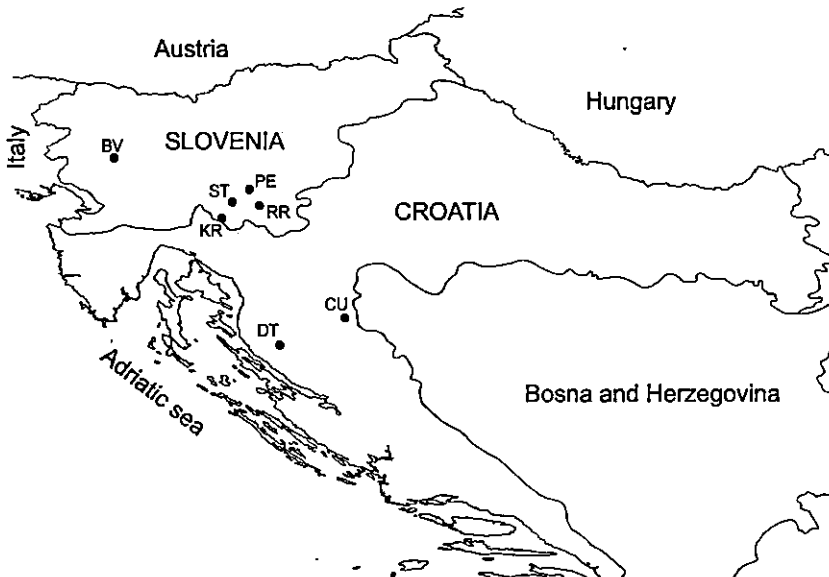 Austria
Hungary
Italy
BV
SLOVENIA
PE
ST
RR
KR
CROATIA
CU
DT
Adriatic sea
Bosna and Herzegovina